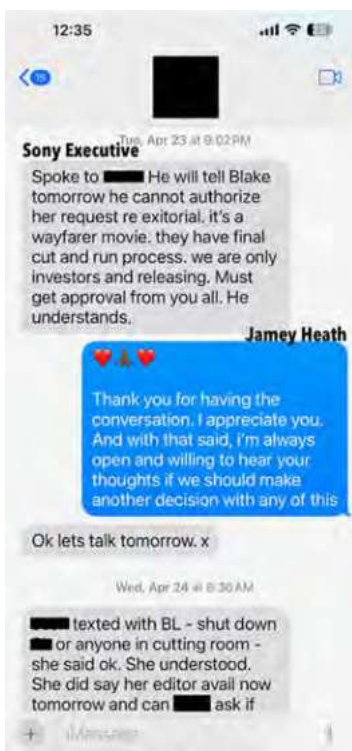 12:35
15
Tue, Apr 23 at 9:02 PM
Sony Executive
Spoke to He will tell Blake
tomorrow he cannot authorize
her request re exitorial. it's a
wayfarer movie. they have final
cut and run process. we are only
investors and releasing. Must
get approval from you all. He
understands.
Jamey Heath
Thank you for having the
conversation. I appreciate you.
And with that said, i'm always
open and willing to hear your
thoughts if we should make
another decision with any of this
Ok lets talk tomorrow. x
Wed, Apr 24 at 8:30 AM
texted with BL - shut down
or anyone in cutting room -
she said ok. She understood.
She did say her editor avail now
tomorrow and can ask if
iMessage